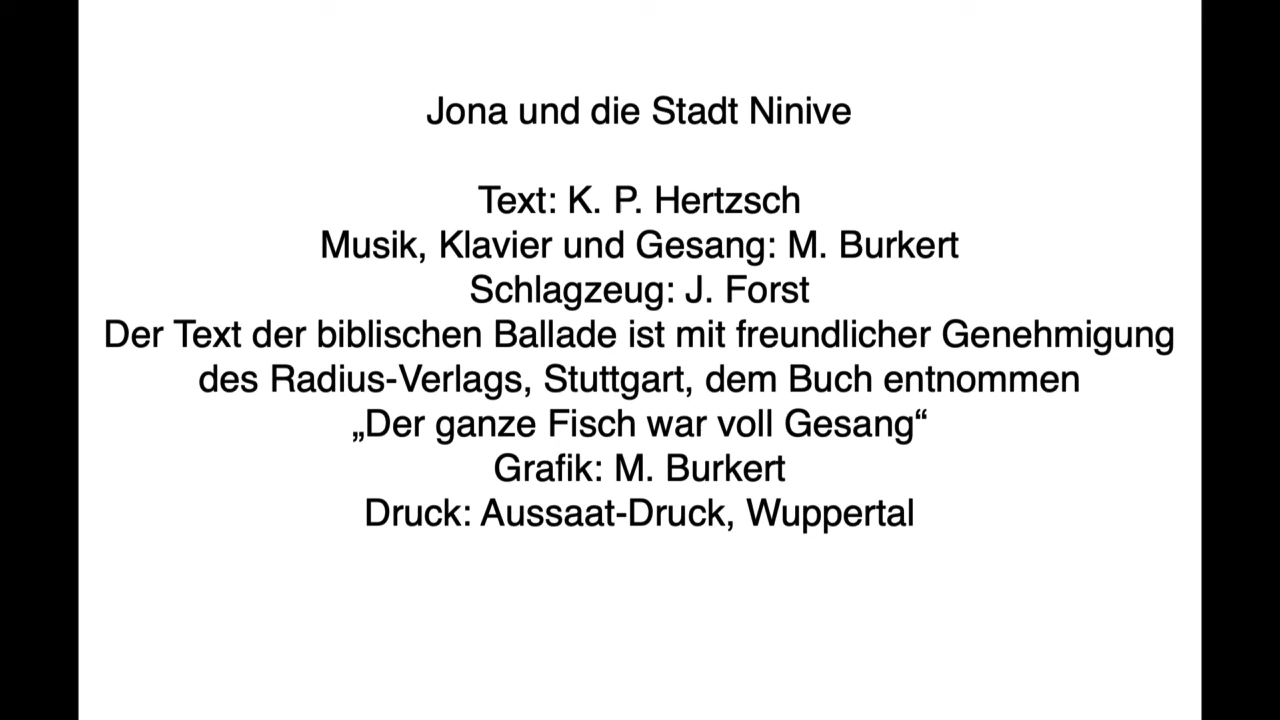 Jona und die Stadt Ninive
Text: K. P. Hertzsch
Musik, Klavier und Gesang: M. Burkert
Schlagzeug: J. Forst
Der Text der biblischen Ballade ist mit freundlicher Genehmigung
des Radius-Verlags, Stuttgart, dem Buch entnommen
„Der ganze Fisch war voll Gesang“
Grafik: M. Burkert
Druck: Aussaat-Druck, Wuppertal